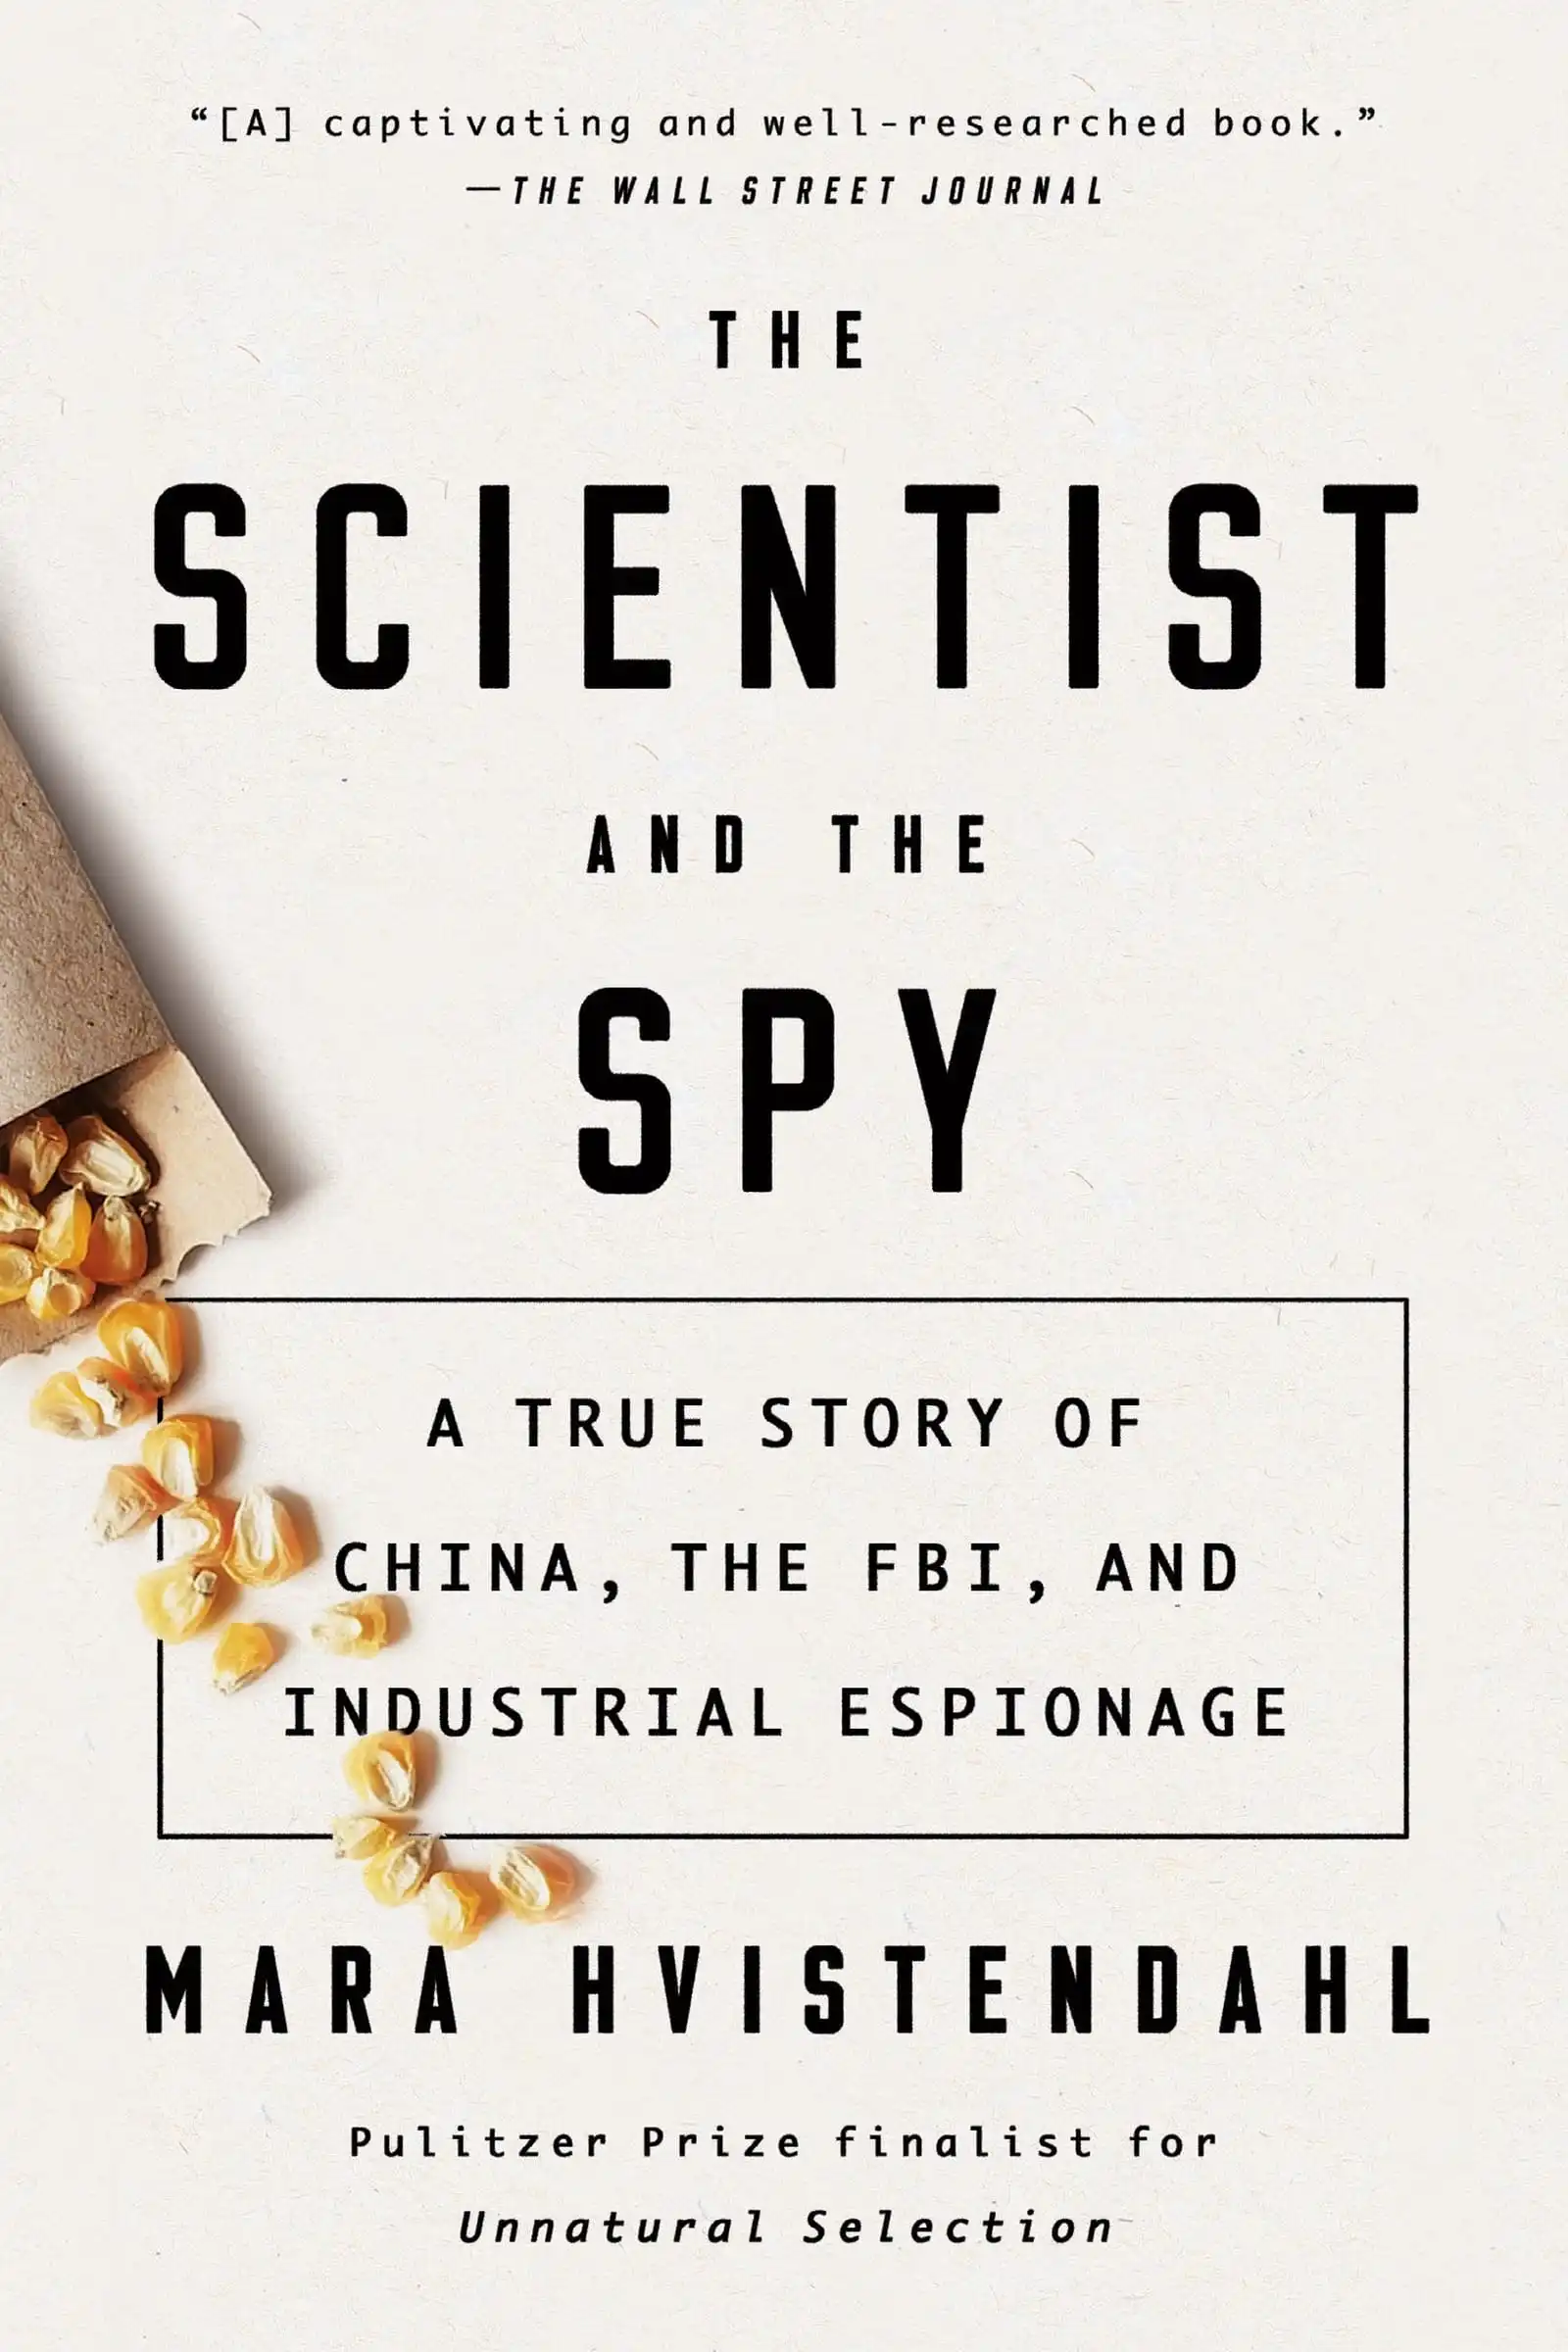 “[A] captivating and well-researched book.”
—THE WALL STREET JOURNAL
THE
SCIENTIST
AND THE
SPY
A TRUE STORY OF
CHINA, THE FBI, AND
INDUSTRIAL ESPIONAGE
MARA HVISTENDAHL
Pulitzer Prize finalist for
Unnatural Selection